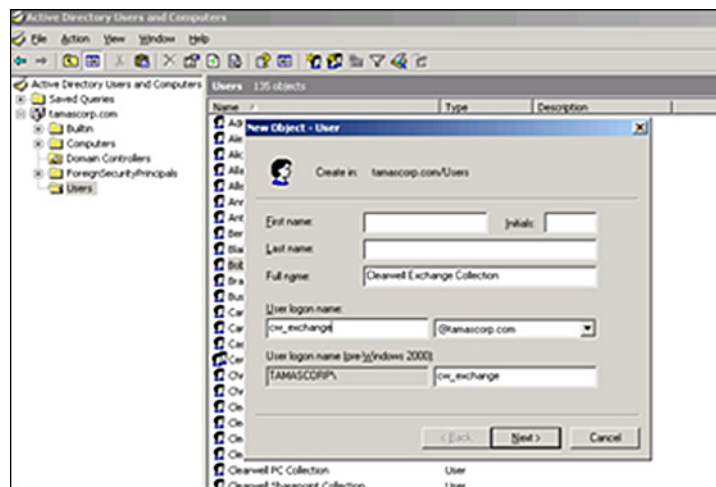 Active Directory Users and Computers
File Action View Window Help
Active Directory Users and Computers
Saved Queries
tamascorp.com
Builtin
Computers
Domain Controllers
ForeignSecurityPrincipals
Users
Users 135 objects
Name Type Description
New Object - User
Create in: tamascorp.com/Users
First name: Initials:
Last name:
Full name: Clearwell Exchange Collection
User logon name:
cw_exchange @tamascorp.com
User logon name (pre-Windows 2000):
TAMASCORP\ cw_exchange
< Back Next > Cancel
Clearwell PC Collection User
Clearwell Sharepoint Collection User